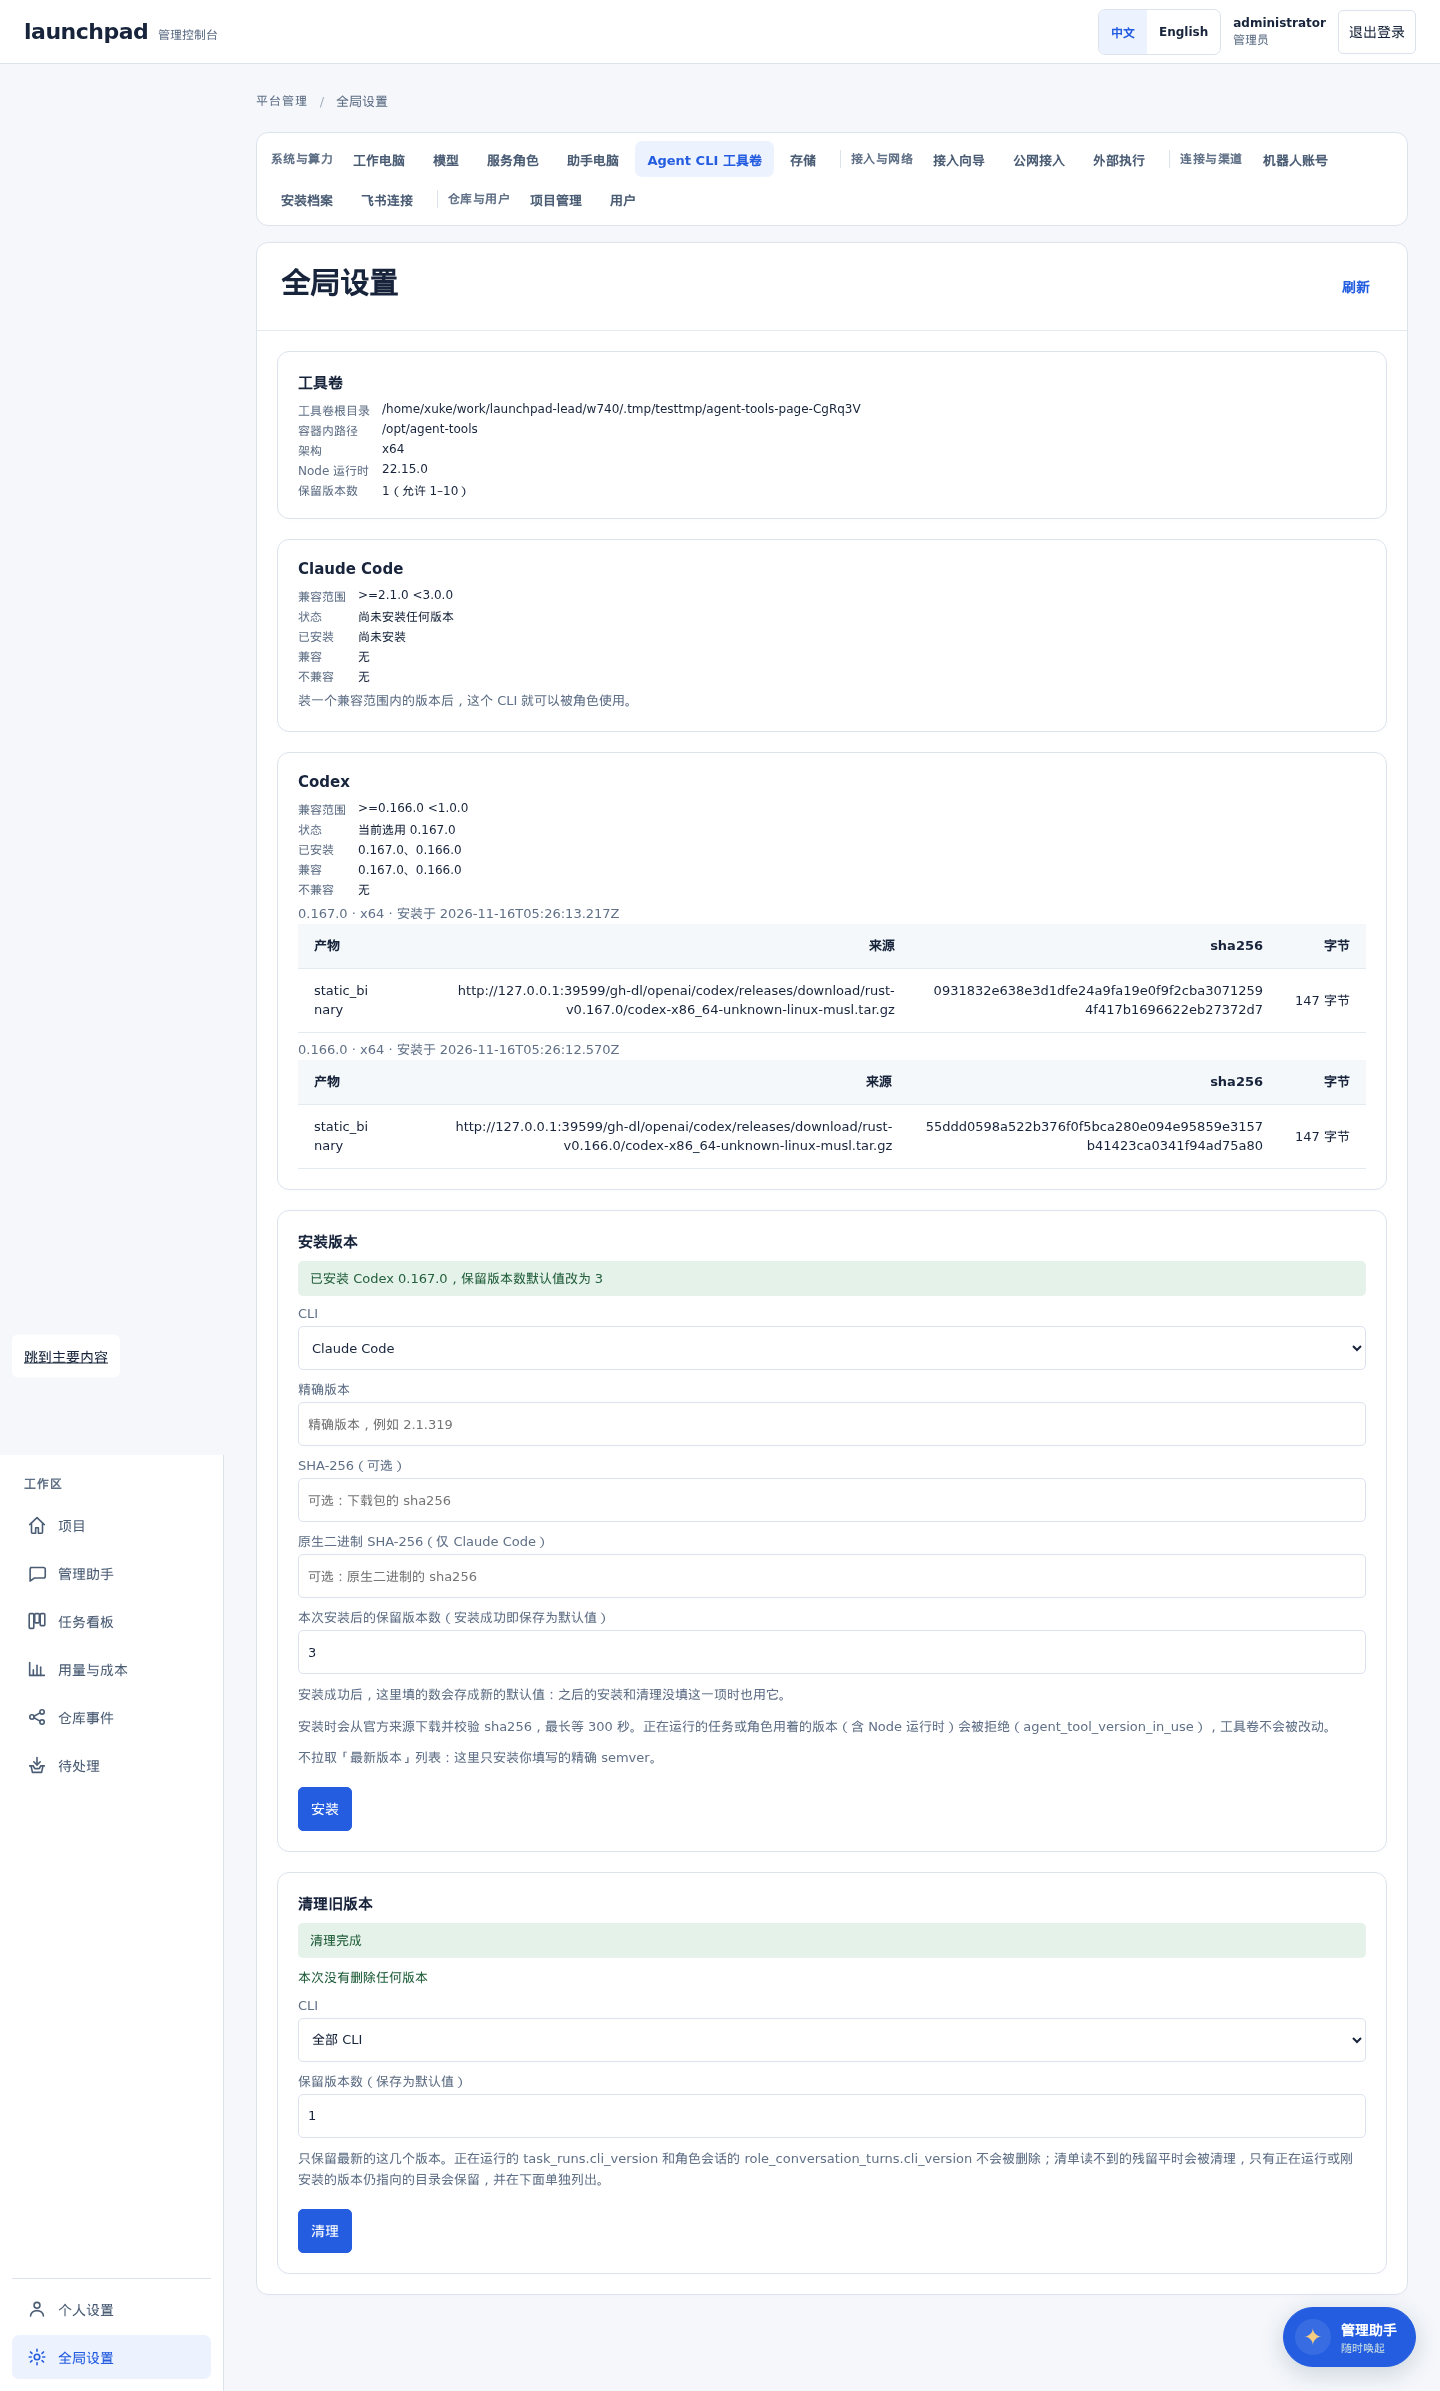 launchpad 管理控制台
中文 English
administrator
管理员
退出登录
平台管理 / 全局设置
系统与算力 工作电脑 模型 服务角色 助手电脑 Agent CLI 工具卷 存储 接入与网络 接入向导 公网接入 外部执行 连接与渠道 机器人账号
安装档案 飞书连接 仓库与用户 项目管理 用户
全局设置
刷新
工具卷
工具卷根目录 /home/xuke/work/launchpad-lead/w740/.tmp/testtmp/agent-tools-page-CgRq3V
容器内路径 /opt/agent-tools
架构 x64
Node 运行时 22.15.0
保留版本数 1（允许 1–10）
Claude Code
兼容范围 >=2.1.0 <3.0.0
状态 尚未安装任何版本
已安装 尚未安装
兼容 无
不兼容 无
装一个兼容范围内的版本后，这个 CLI 就可以被角色使用。
Codex
兼容范围 >=0.166.0 <1.0.0
状态 当前选用 0.167.0
已安装 0.167.0、0.166.0
兼容 0.167.0、0.166.0
不兼容 无
0.167.0 · x64 · 安装于 2026-11-16T05:26:13.217Z
产物 来源 sha256 字节
static_bi
nary
http://127.0.0.1:39599/gh-dl/openai/codex/releases/download/rust-
v0.167.0/codex-x86_64-unknown-linux-musl.tar.gz
0931832e638e3d1dfe24a9fa19e0f9f2cba3071259
4f417b1696622eb27372d7
147 字节
0.166.0 · x64 · 安装于 2026-11-16T05:26:12.570Z
产物 来源 sha256 字节
static_bi
nary
http://127.0.0.1:39599/gh-dl/openai/codex/releases/download/rust-
v0.166.0/codex-x86_64-unknown-linux-musl.tar.gz
55ddd0598a522b376f0f5bca280e094e95859e3157
b41423ca0341f94ad75a80
147 字节
安装版本
已安装 Codex 0.167.0，保留版本数默认值改为 3
CLI
Claude Code
精确版本
精确版本，例如 2.1.319
SHA-256（可选）
可选：下载包的 sha256
原生二进制 SHA-256（仅 Claude Code）
可选：原生二进制的 sha256
本次安装后的保留版本数（安装成功即保存为默认值）
3
安装成功后，这里填的数会存成新的默认值：之后的安装和清理没填这一项时也用它。
安装时会从官方来源下载并校验 sha256，最长等 300 秒。正在运行的任务或角色用着的版本（含 Node 运行时）会被拒绝（agent_tool_version_in_use），工具卷不会被改动。
不拉取「最新版本」列表：这里只安装你填写的精确 semver。
安装
清理旧版本
清理完成
本次没有删除任何版本
CLI
全部 CLI
保留版本数（保存为默认值）
1
只保留最新的这几个版本。正在运行的 task_runs.cli_version 和角色会话的 role_conversation_turns.cli_version 不会被删除；清单读不到的残留平时会被清理，只有正在运行或刚
安装的版本仍指向的目录会保留，并在下面单独列出。
清理
跳到主要内容
工作区
项目
管理助手
任务看板
用量与成本
仓库事件
待处理
个人设置
全局设置
管理助手
随时唤起